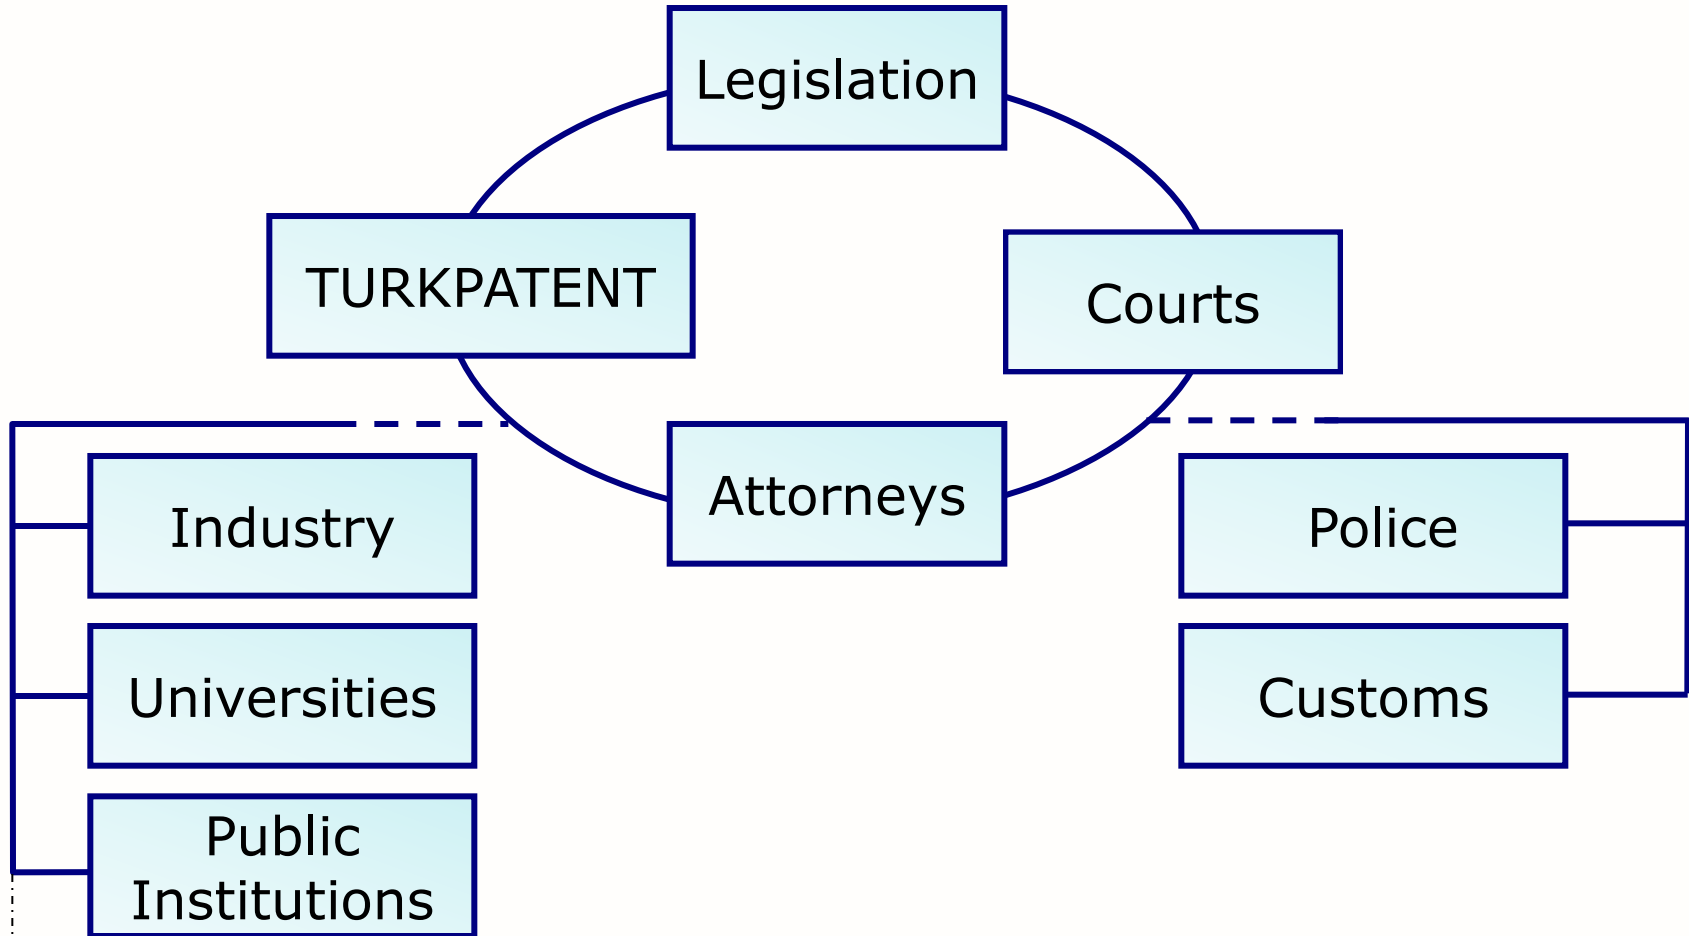 Legislation
TURKPATENT
Courts
Attorneys
Industry
Police
Universities
Customs
Public
Institutions